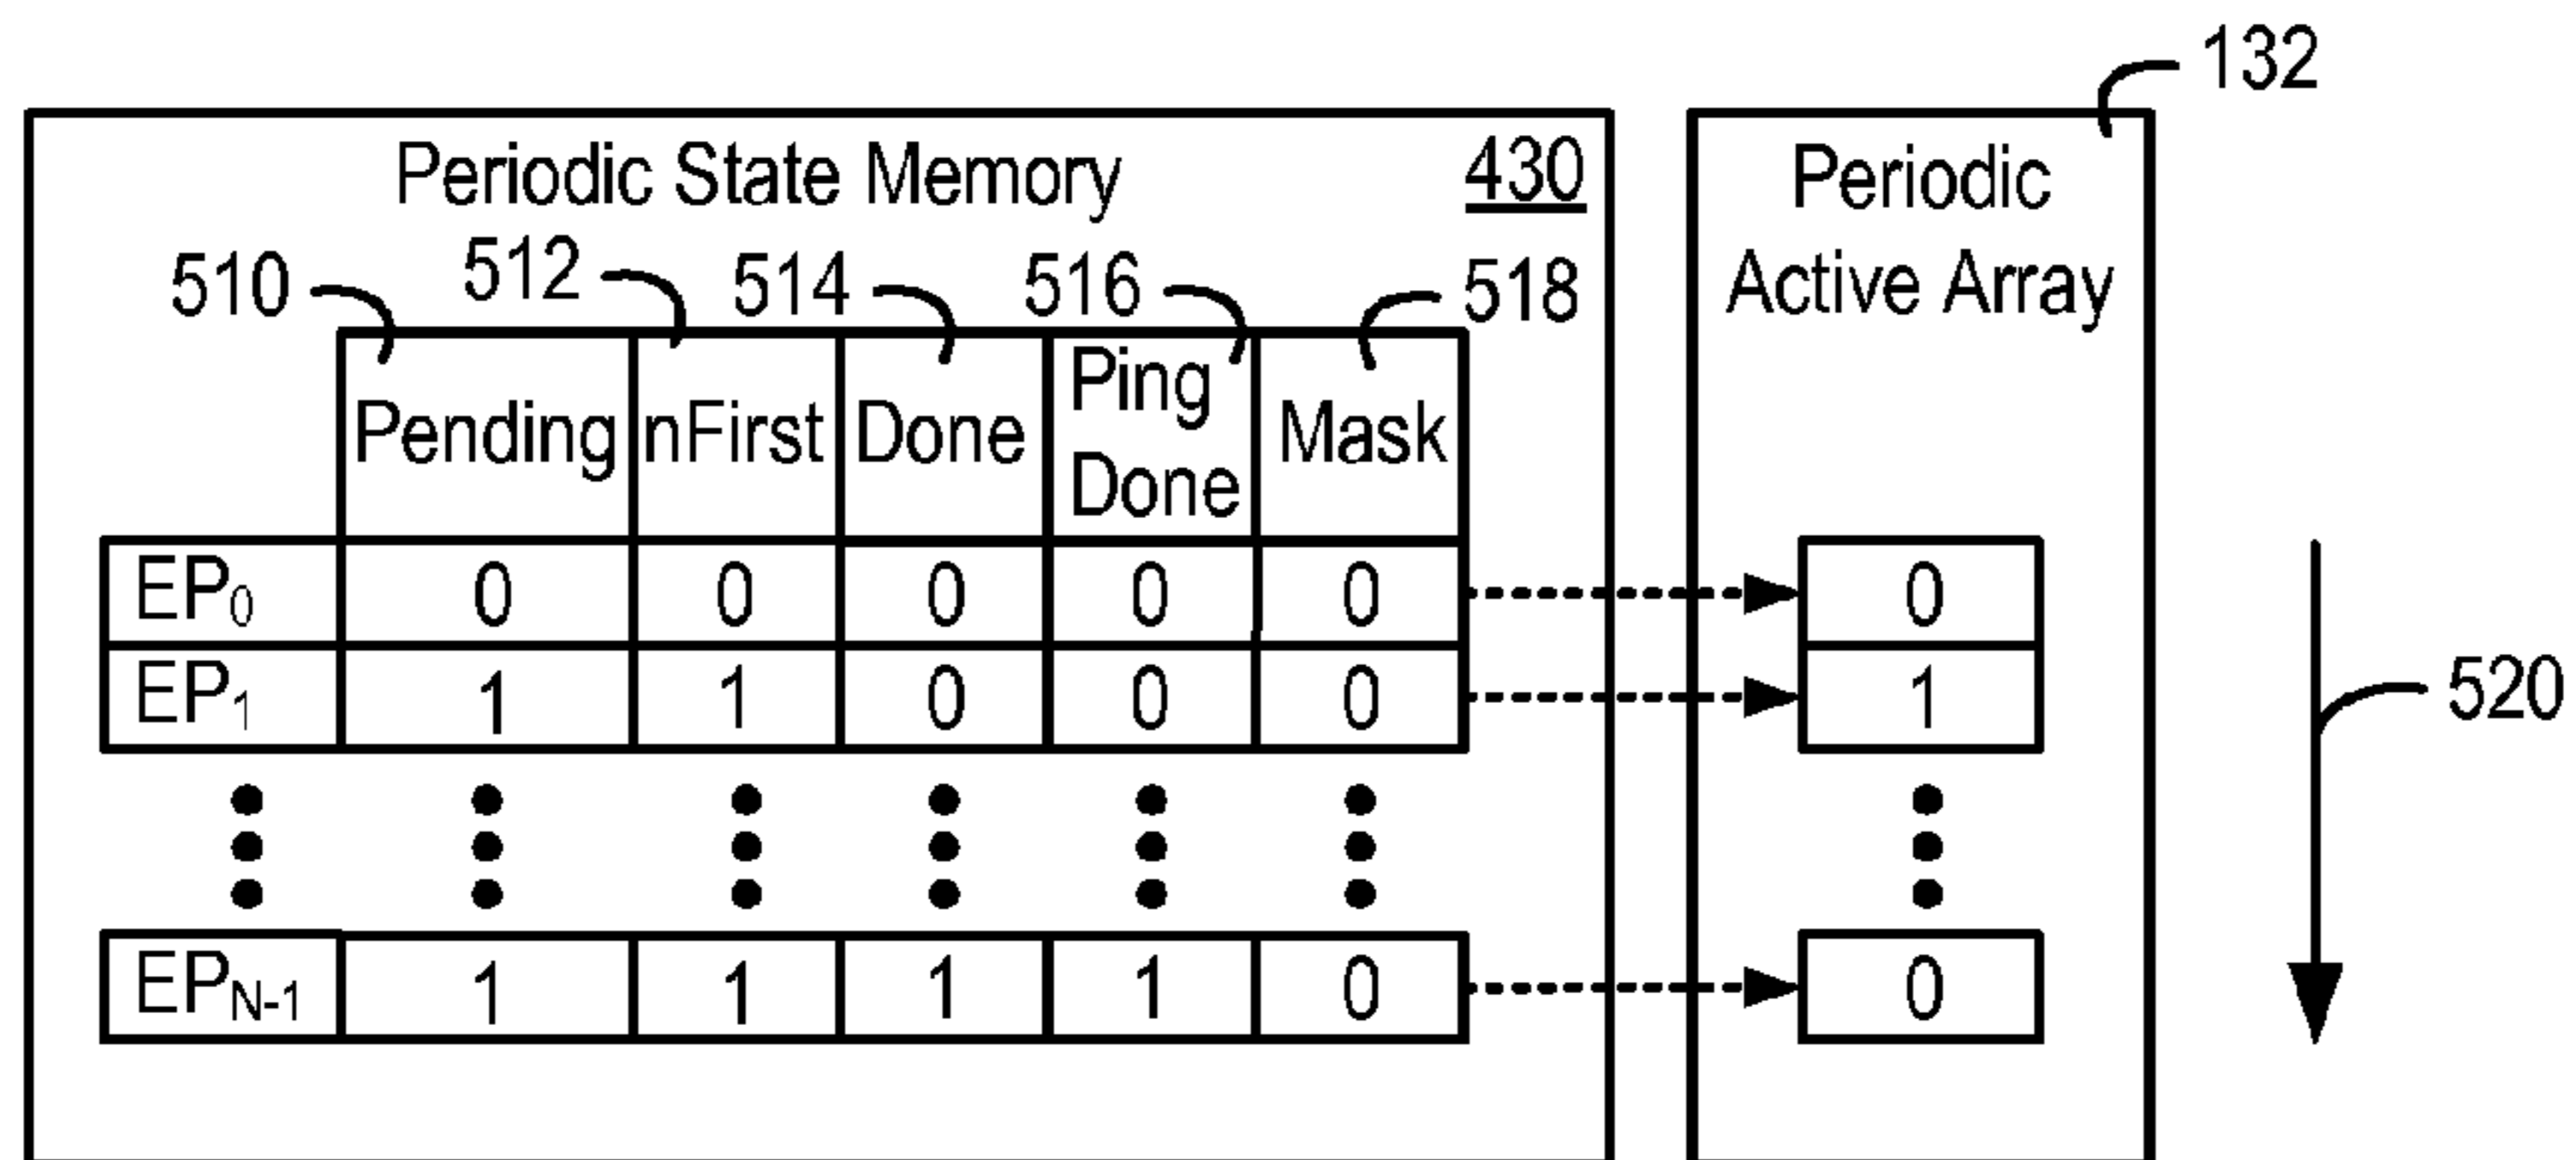 132
Periodic State Memory 430
Periodic
Active Array
510 512 514 516 518
Pending nFirst Done Ping Done Mask
EP0 0 0 0 0 0 0
EP1 1 1 0 0 0 1
520
EPN-1 1 1 1 1 0 0